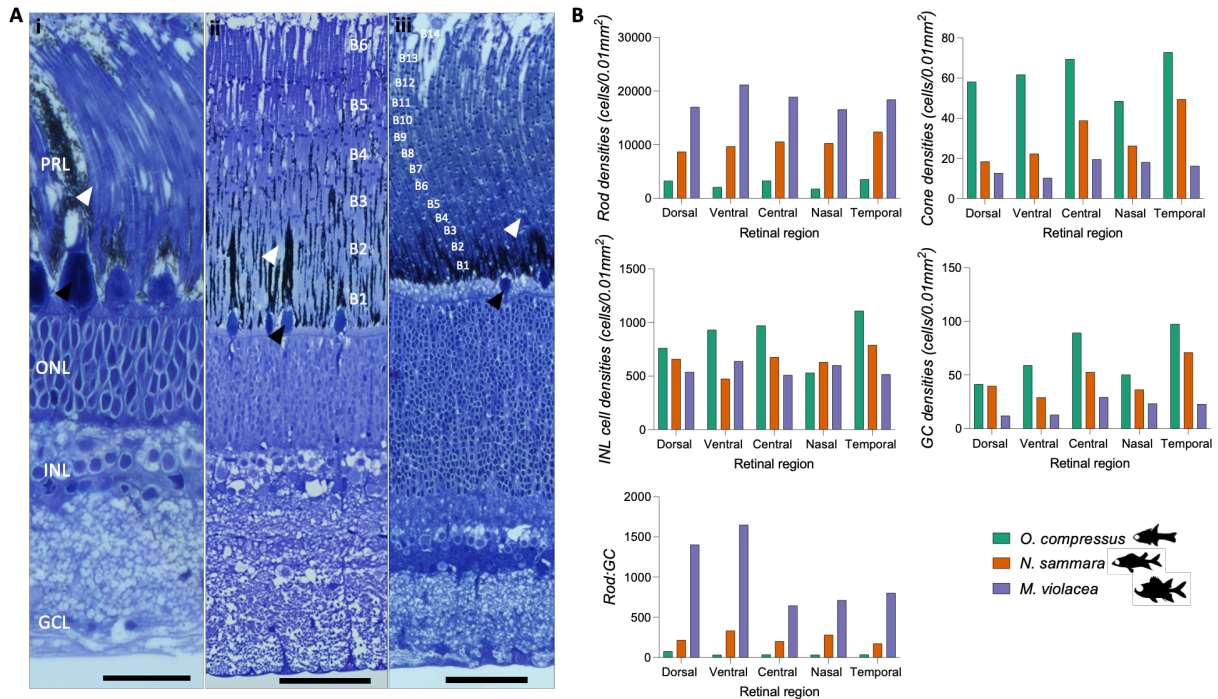 A
i
ii
iii
PRL
ONL
INL
GCL
B6
B5
B4
B3
B2
B1
B14
B13
B12
B11
B10
B9
B8
B7
B6
B5
B4
B3
B2
B1
B
Rod densities (cells/0.01mm²)
30000
20000
10000
0
Dorsal Ventral Central Nasal Temporal
Retinal region
Cone densities (cells/0.01mm²)
80
60
40
20
0
Dorsal Ventral Central Nasal Temporal
Retinal region
INL cell densities (cells/0.01mm²)
1500
1000
500
0
Dorsal Ventral Central Nasal Temporal
Retinal region
GC densities (cells/0.01mm²)
150
100
50
0
Dorsal Ventral Central Nasal Temporal
Retinal region
Rod:GC
2000
1500
1000
500
0
Dorsal Ventral Central Nasal Temporal
Retinal region
O. compressus
N. sammara
M. violacea